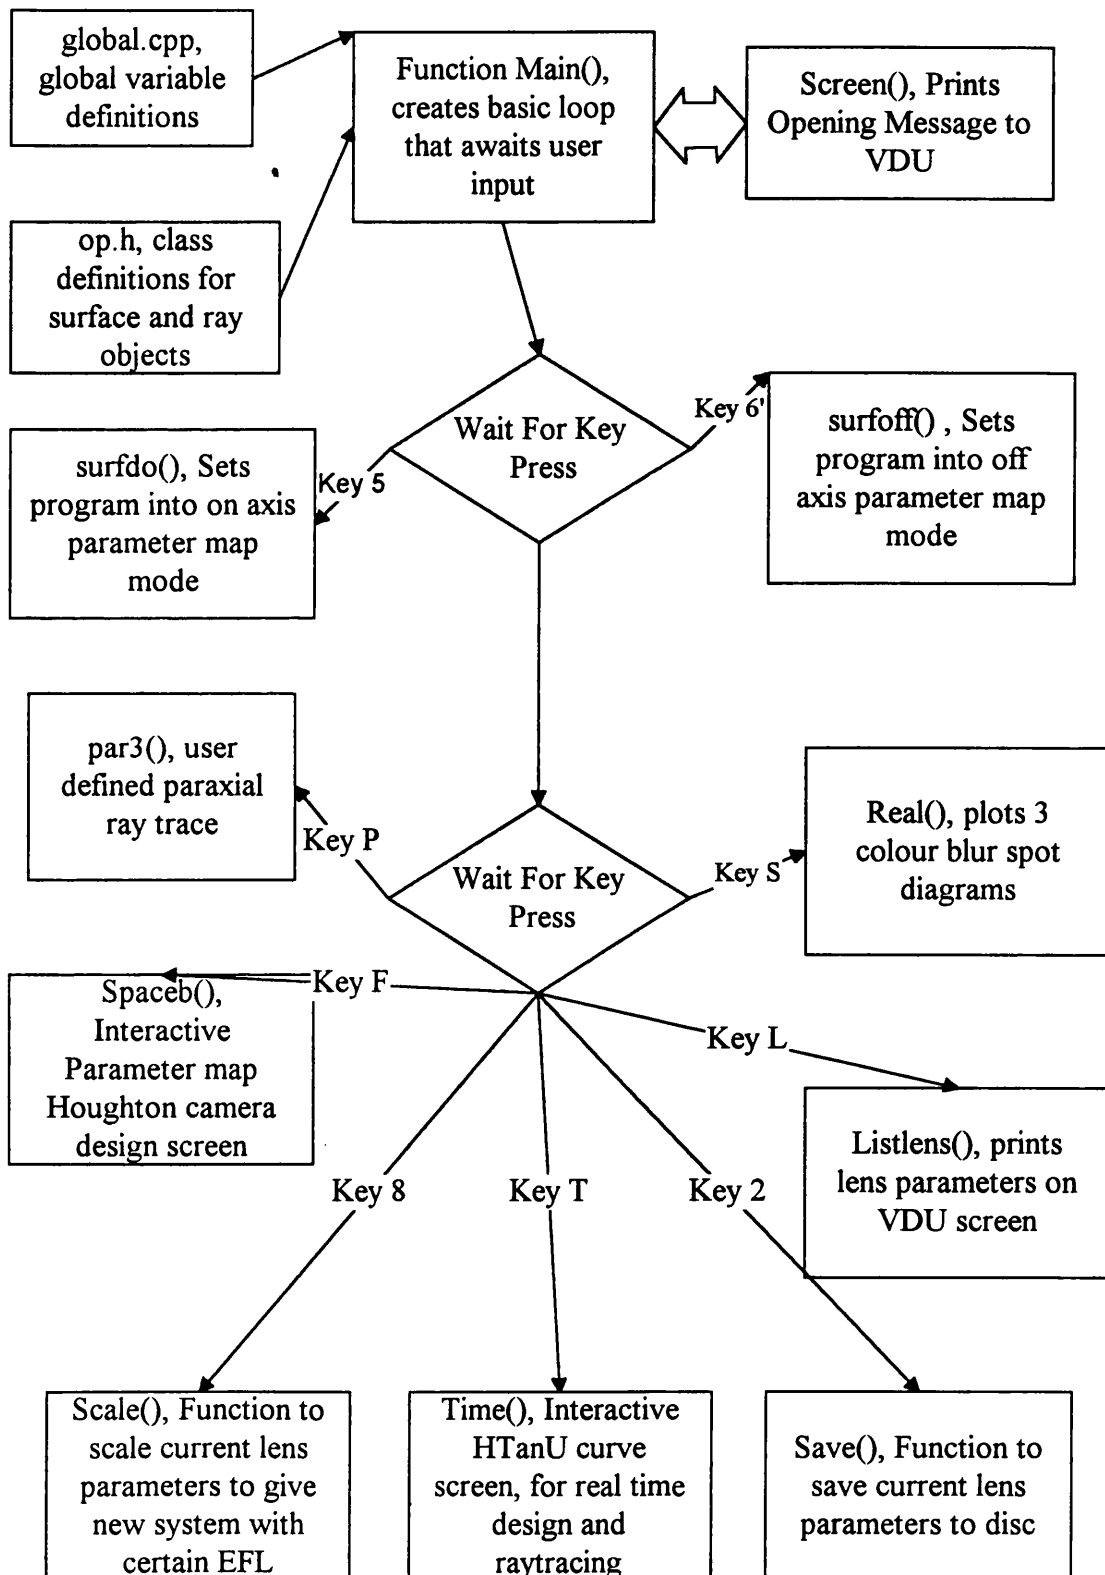 global.cpp,
global variable
definitions
Function Main(),
creates basic loop
that awaits user
input
Screen(), Prints
Opening Message to
VDU
op.h, class
definitions for
surface and ray
objects
Wait For Key
Press
Key 6'
surfoff() , Sets
program into off
axis parameter map
mode
Key 5
surfdo(), Sets
program into on axis
parameter map
mode
par3(), user
defined paraxial
ray trace
Key P
Wait For Key
Press
Key S
Real(), plots 3
colour blur spot
diagrams
Key F
Spaceb(),
Interactive
Parameter map
Houghton camera
design screen
Key L
Listlens(), prints
lens parameters on
VDU screen
Key 8
Key T
Key 2
Scale(), Function to
scale current lens
parameters to give
new system with
certain EFL
Time(), Interactive
HTanU curve
screen, for real time
design and
raytracing
Save(), Function to
save current lens
parameters to disc